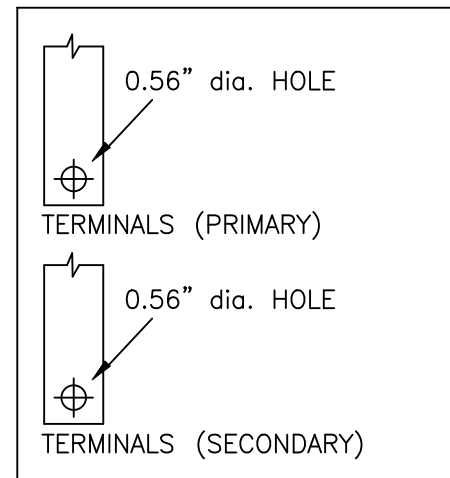 0.56” dia. HOLE
TERMINALS (PRIMARY)
0.56” dia. HOLE
TERMINALS (SECONDARY)